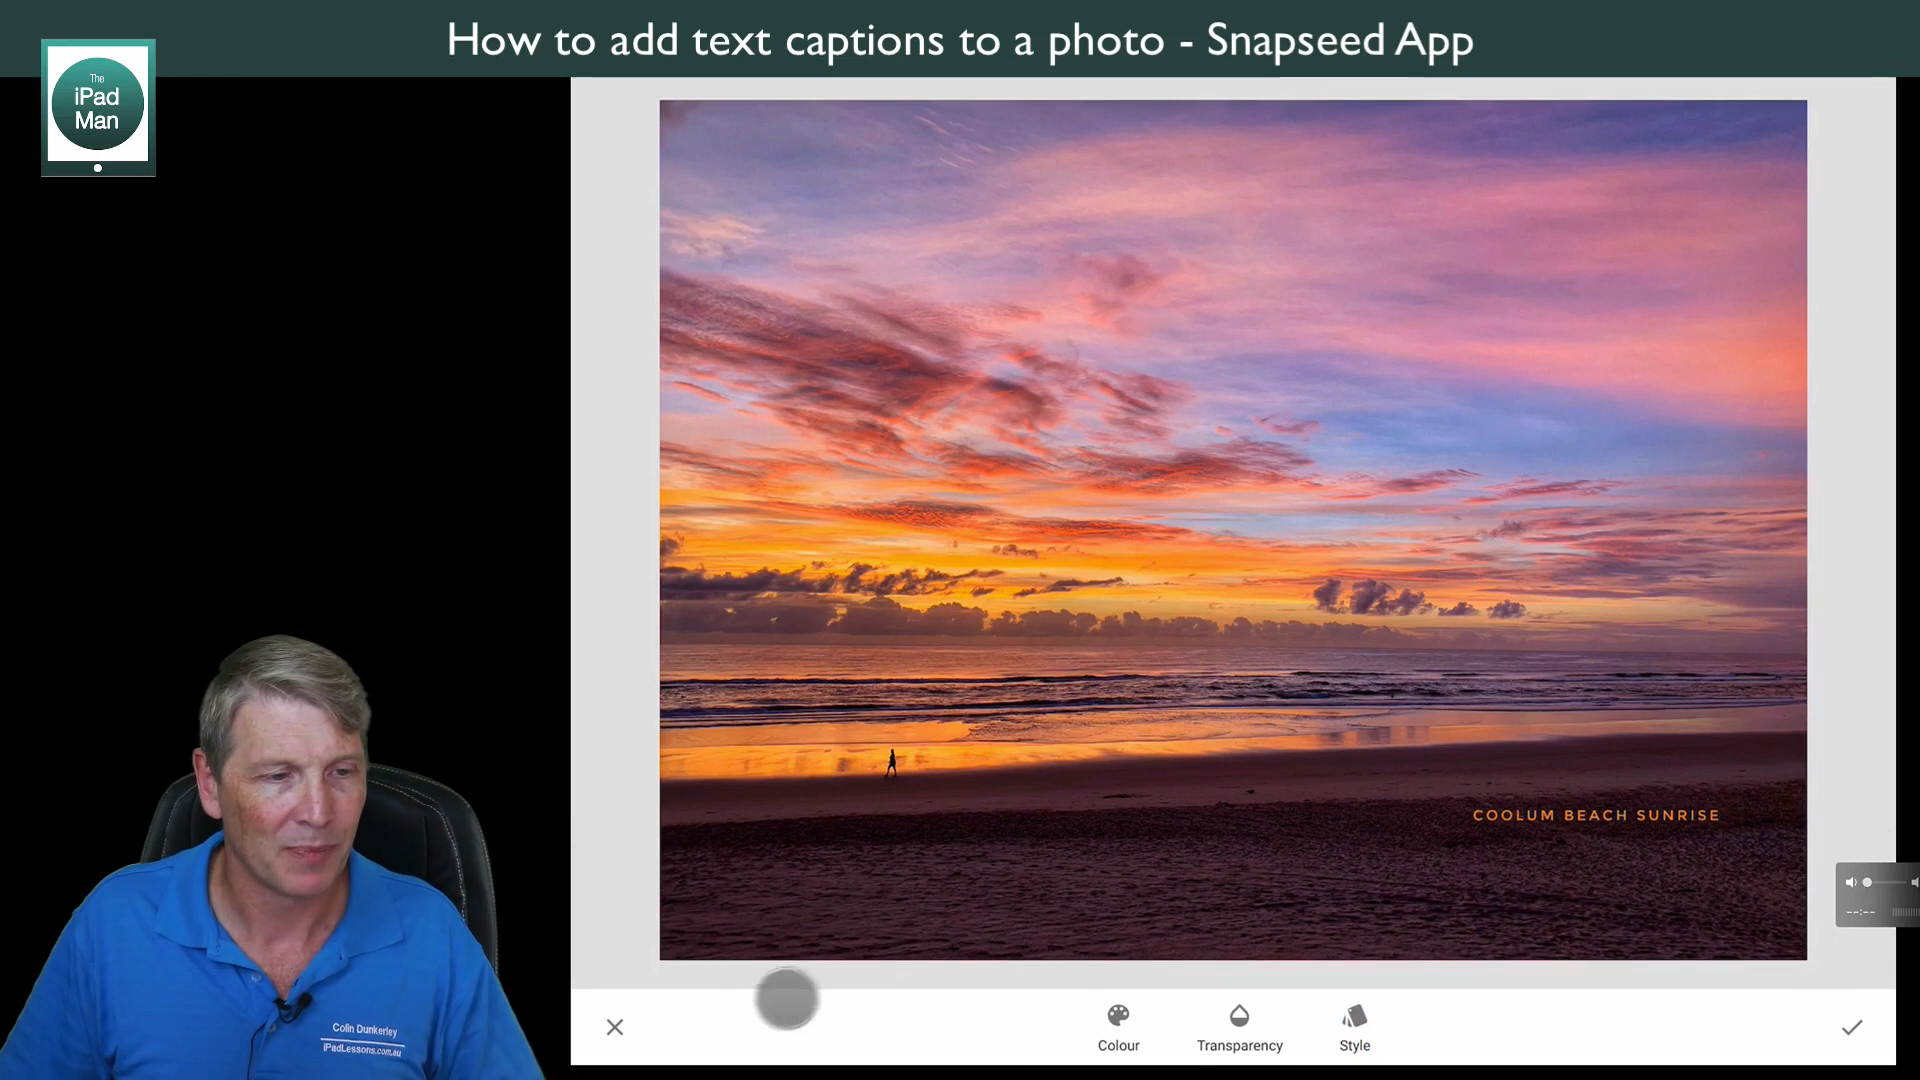 How to add text captions to a photo - Snapseed App
The
iPad
Man
COOLUM BEACH SUNRISE
Colin Dunkerley
iPadLessons.com.au
Colour
Transparency
Style
--:--